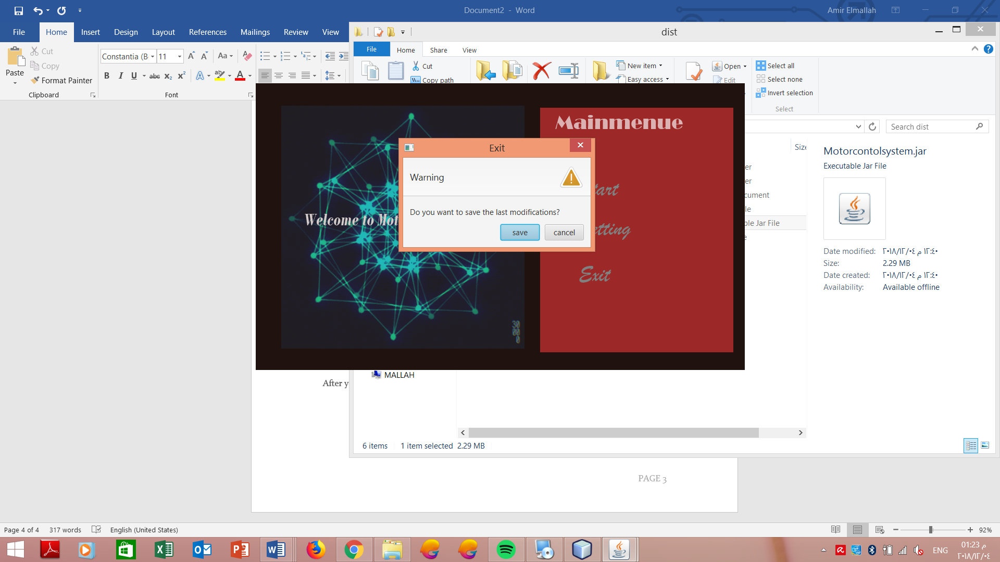 Document2 - Word
Amir Elmallah
File
Home
Insert
Design
Layout
References
Mailings
Review
View
Paste
Cut
Copy
Format Painter
Clipboard
Constantia (B
11
Aa
B I U abc X₂ X²
A
Font
dist
File
Home
Share
View
Cut
Copy path
New item
Easy access
Open
Edit
Select all
Select none
Invert selection
Select
Search dist
Size
er
er
cument
le
ble Jar File
e
Motorcontolsystem.jar
Executable Jar File
Date modified: ٢٠١٨/١٢/٠٤ م ١٢:٤٠
Size: 2.29 MB
Date created: ٢٠١٨/١٢/٠٤ م ١٢:٤٠
Availability: Available offline
Mainmenue
tart
etting
Exit
Welcome to Mot
30
00
0
Exit
Warning
Do you want to save the last modifications?
save
cancel
MALLAH
6 items
1 item selected 2.29 MB
After y
PAGE 3
Page 4 of 4
317 words
English (United States)
92%
ENG
01:23 م
٢٠١٨/١٢/٠٤